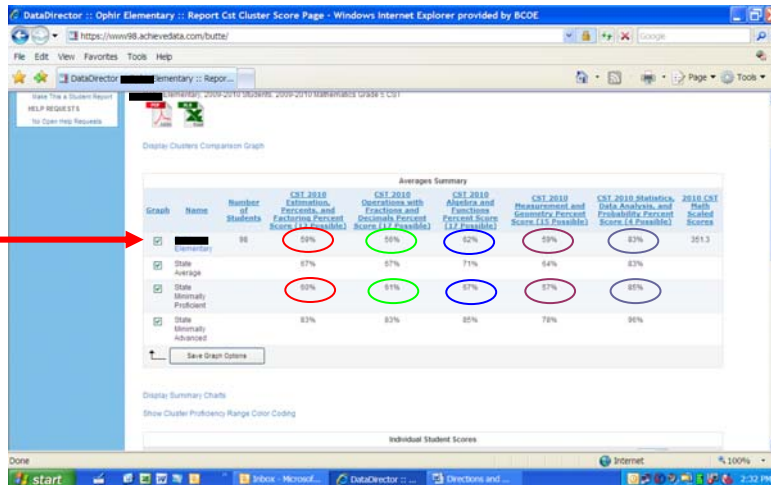 DataDirector :: Ophir Elementary :: Report Cst Cluster Score Page - Windows Internet Explorer provided by BCOE
https://www98.achievedata.com/butte/
Google
File Edit View Favorites Tools Help
DataDirector Elementary :: Repor...
Page Tools
Make This a Student Report
HELP REQUESTS
No Open Help Requests
Elementary, 2009-2010 Students, 2009-2010 Mathematics Grade 5 CST
Display Clusters Comparison Graph
Averages Summary
Graph
Name
Number of Students
CST 2010 Estimation, Percents, and Factoring Percent Score (13 Possible)
CST 2010 Operations with Fractions and Decimals Percent Score (17 Possible)
CST 2010 Algebra and Functions Percent Score (17 Possible)
CST 2010 Measurement and Geometry Percent Score (15 Possible)
CST 2010 Statistics, Data Analysis, and Probability Percent Score (4 Possible)
2010 CST Math Scaled Scores
Elementary 98 59% 56% 62% 59% 83% 351.3
State Average 67% 67% 71% 64% 83%
State Minimally Proficient 60% 61% 67% 57% 85%
State Minimally Advanced 83% 83% 85% 78% 96%
Save Graph Options
Display Summary Charts
Show Cluster Proficiency Range Color Coding
Individual Student Scores
Done
Internet
100%
start
Inbox - Microsof...
DataDirector :: ...
Directions and ...
2:32 PM